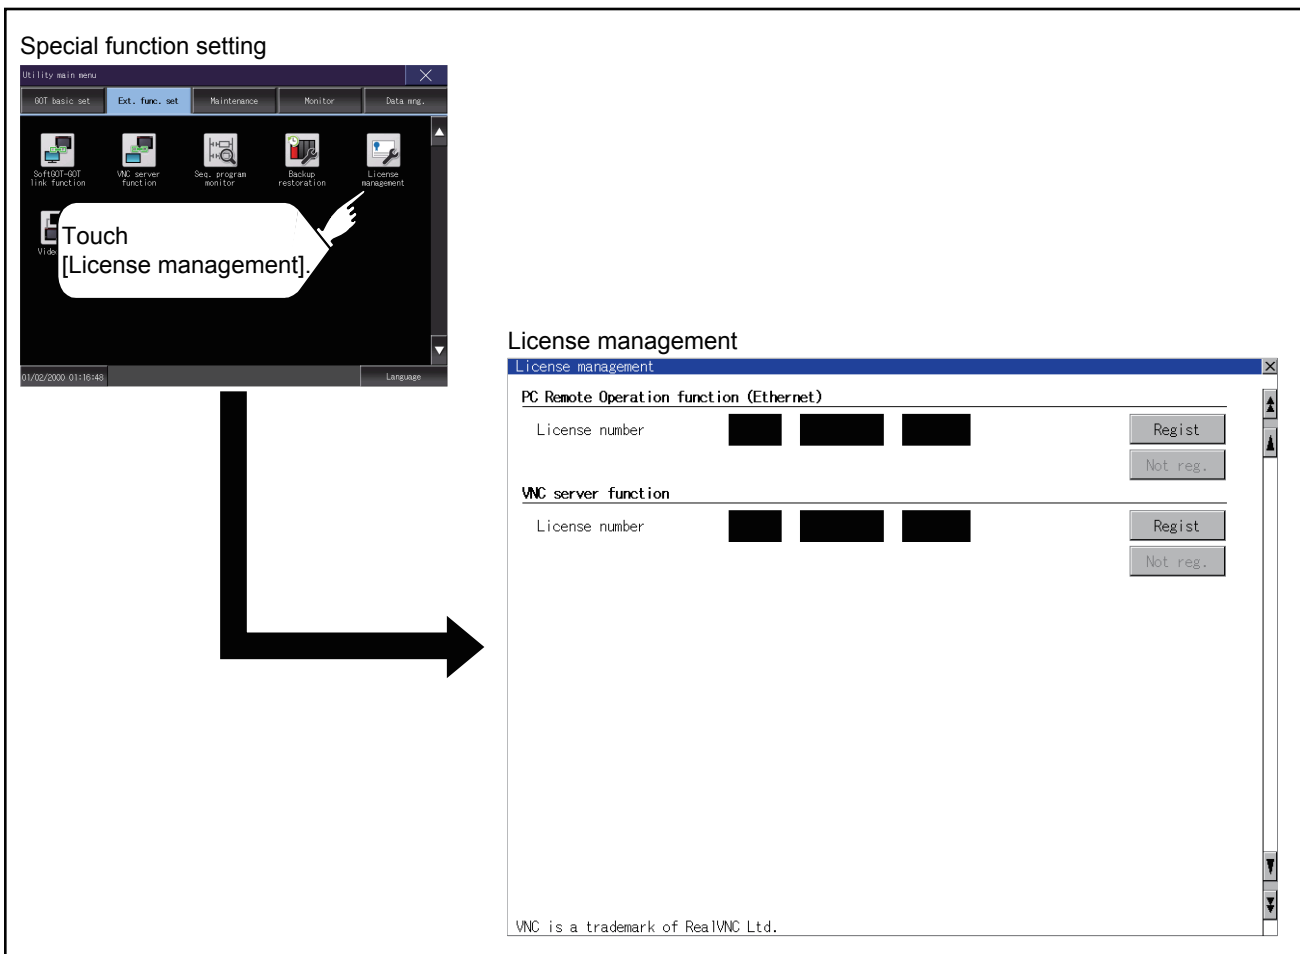 Special function setting
Utility main menu
GOT basic set Ext. func. set Maintenance Monitor Data mng.
SoftGOT-GOT VNC server Seq. program Backup License
link function function monitor restoration management
Touch
[License management].
01/02/2000 01:16:48 Language
License management
License management
PC Remote Operation function (Ethernet)
License number Regist
Not reg.
VNC server function
License number Regist
Not reg.
VNC is a trademark of RealVNC Ltd.